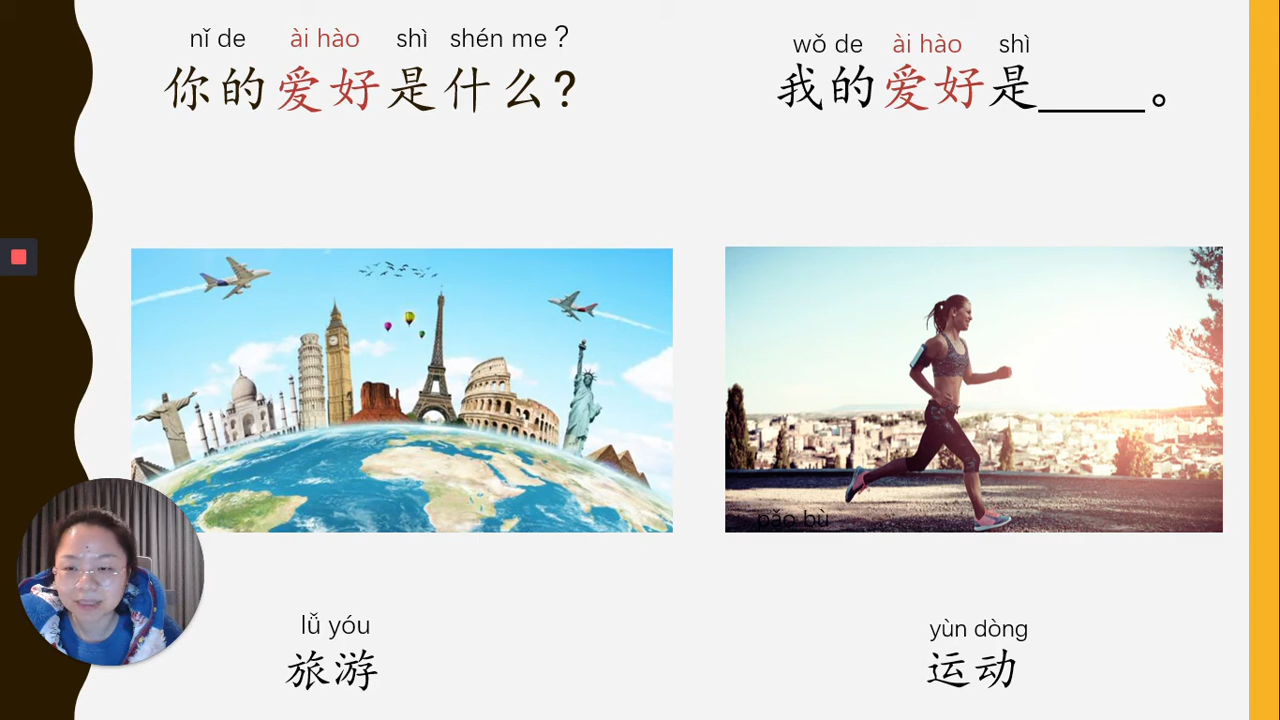 nǐ de ài hào shì shén me ?
你的爱好是什么?
wǒ de ài hào shì
我的爱好是_____。
pǎo bù
lǚ yóu
旅游
yùn dòng
运动